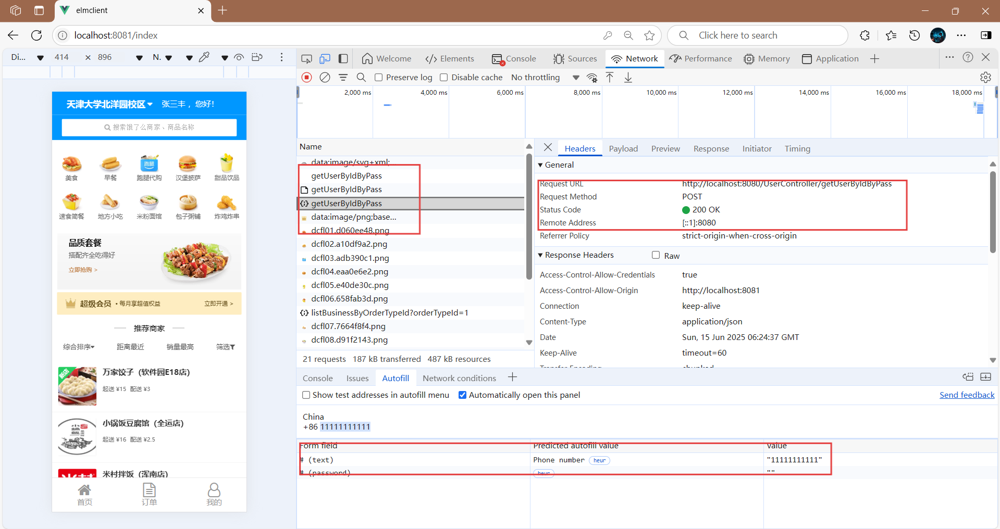 elmclient
localhost:8081/index
Click here to search
Di...
414
×
896
N.
Welcome
Elements
Console
Sources
Network
Performance
Memory
Application
Preserve log
Disable cache
No throttling
2,000 ms
4,000 ms
6,000 ms
8,000 ms
10,000 ms
12,000 ms
14,000 ms
16,000 ms
18,000 ms
天津大学北洋园校区
张三丰，您好!
搜索饿了么商家、商品名称
美食
早餐
跑腿代购
汉堡披萨
甜品饮品
速食简餐
地方小吃
米粉面馆
包子粥铺
炸鸡炸串
品质套餐
搭配齐全吃得好
立即抢购 >
超级会员
·每月享超值权益
立即开通 >
推荐商家
综合排序
距离最近
销量最高
筛选
新店
万家饺子（软件园E18店）
起送 ¥15 配送 ¥3
小锅饭豆腐馆（全运店）
起送 ¥16 配送 ¥2.5
米村拌饭（浑南店）
首页
订单
我的
Name
data:image/svg+xml;
getUserByIdByPass
getUserByIdByPass
getUserByIdByPass
data:image/png;base...
dcfl01.d060ee48.png
dcfl02.a10df9a2.png
dcfl03.adb390c1.png
dcfl04.eaa0e6e2.png
dcfl05.e40de30c.png
dcfl06.658fab3d.png
listBusinessByOrderTypeId?orderTypeId=1
dcfl07.7664f8f4.png
dcfl08.d91f2143.png
21 requests
187 kB transferred
487 kB resources
Headers
Payload
Preview
Response
Initiator
Timing
General
Request URL
http://localhost:8080/UserController/getUserByIdByPass
Request Method
POST
Status Code
200 OK
Remote Address
[::1]:8080
Referrer Policy
strict-origin-when-cross-origin
Response Headers
Raw
Access-Control-Allow-Credentials
true
Access-Control-Allow-Origin
http://localhost:8081
Connection
keep-alive
Content-Type
application/json
Date
Sun, 15 Jun 2025 06:24:37 GMT
Keep-Alive
timeout=60
Transfer-Encoding
chunked
Console
Issues
Autofill
Network conditions
Show test addresses in autofill menu
Automatically open this panel
Send feedback
China
+86 11111111111
Form field
Predicted autofill value
Value
# (text)
Phone number
heur
"11111111111"
# (password)
heur
""